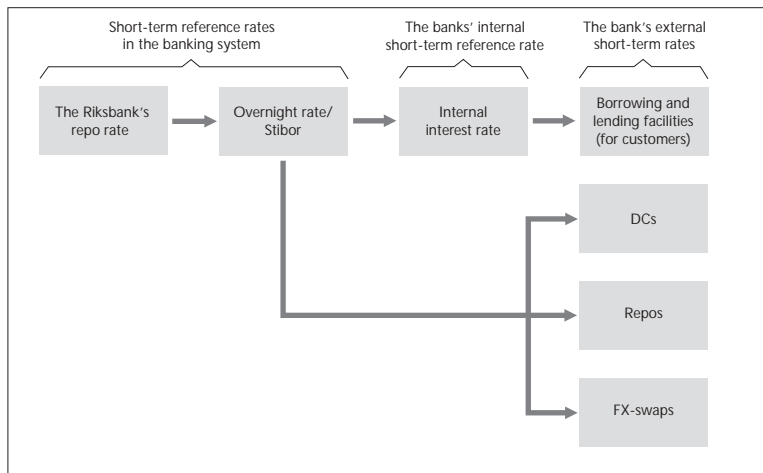 Short-term reference rates
in the banking system
The banks' internal
short-term reference rate
The bank's external
short-term rates
The Riksbank's
repo rate
Overnight rate/
Stibor
Internal
interest rate
Borrowing and
lending facilities
(for customers)
DCs
Repos
FX-swaps